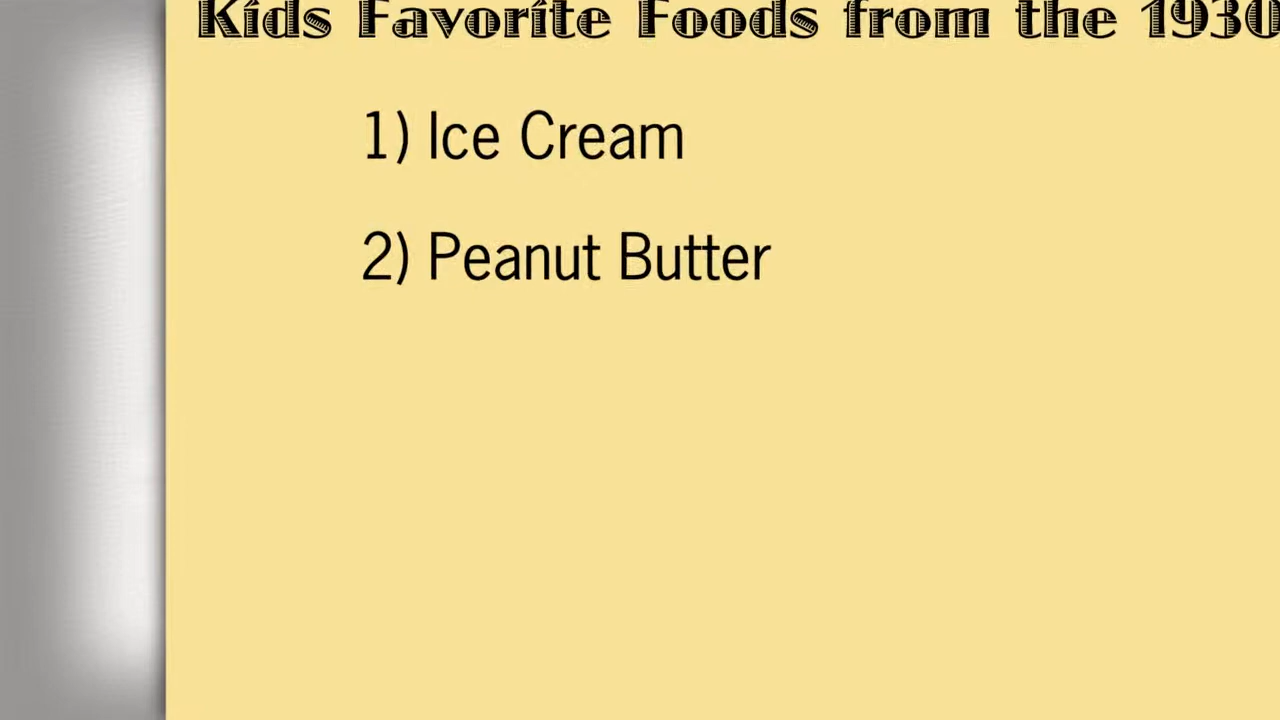 Kids Favorite Foods from the 1930
1) Ice Cream
2) Peanut Butter